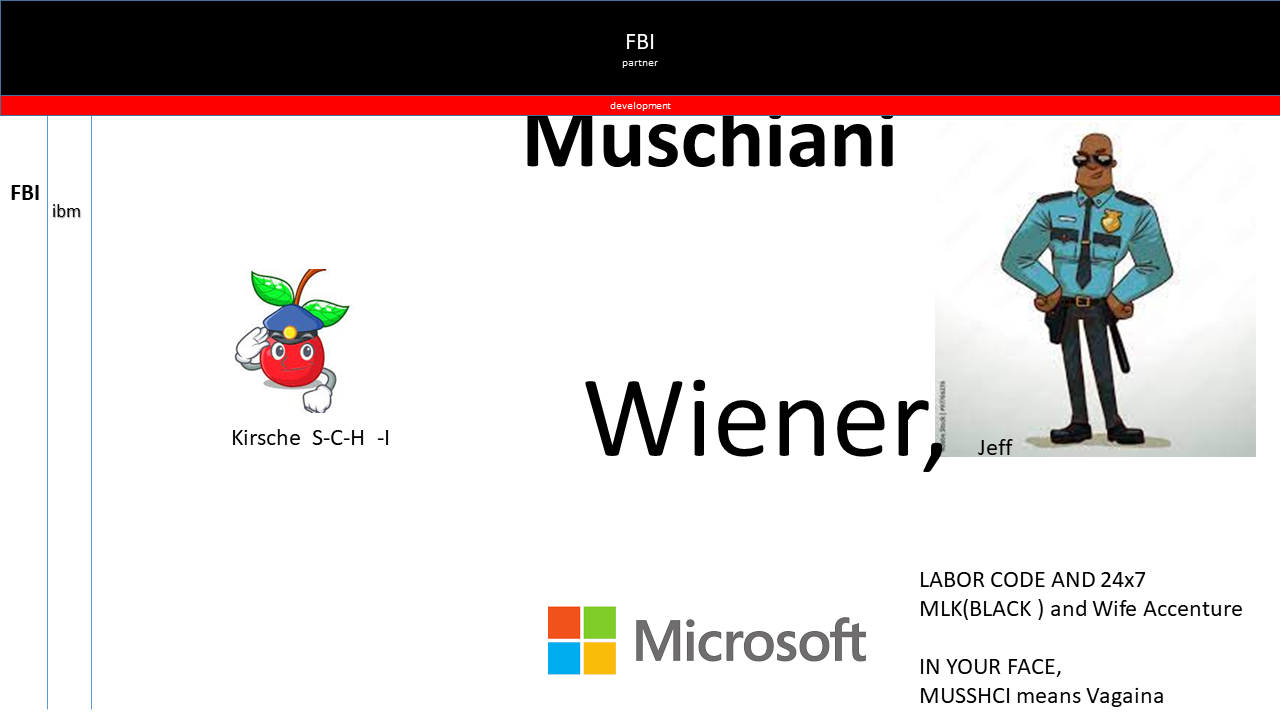 FBI
partner
development
Muschiani
FBI
ibm
Kirsche S-C-H -I
Wiener,
Jeff
Microsoft
LABOR CODE AND 24x7
MLK(BLACK ) and Wife Accenture
IN YOUR FACE,
MUSSHCI means Vagaina